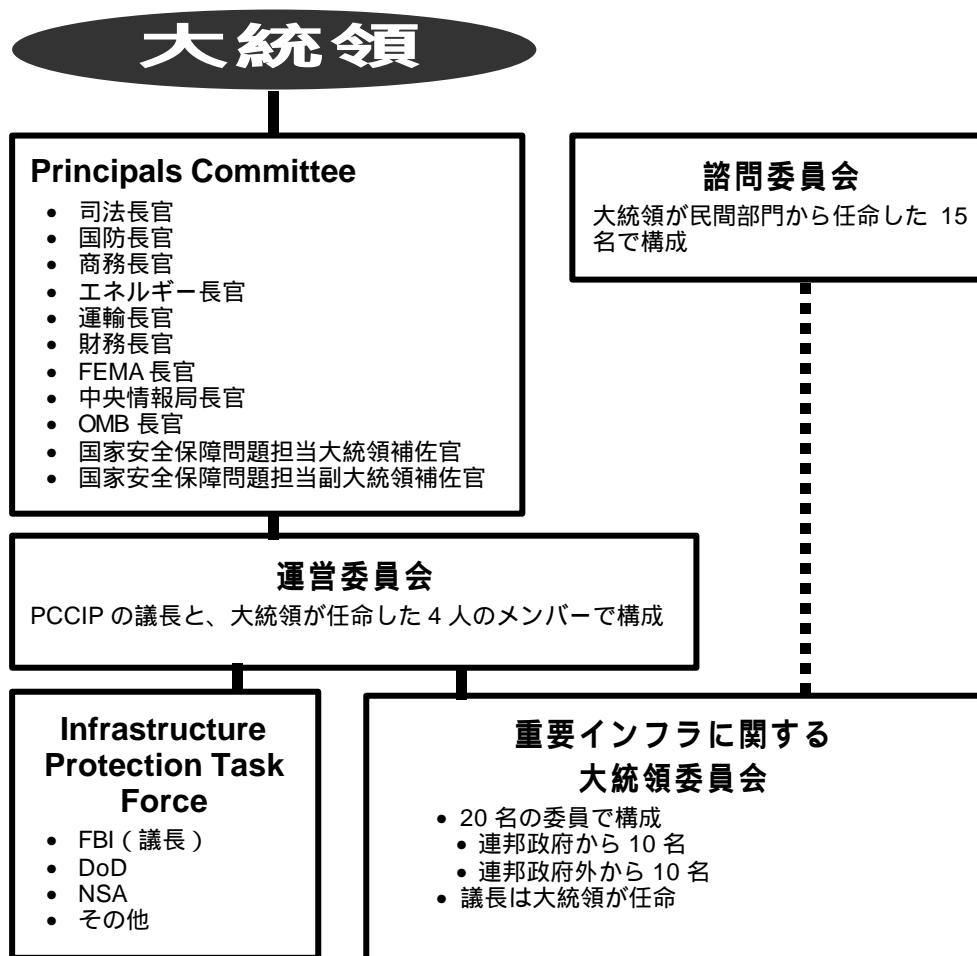 大統領
Principals Committee
• 司法長官
• 国防長官
• 商務長官
• エネルギー長官
• 運輸長官
• 財務長官
• FEMA 長官
• 中央情報局長官
• OMB 長官
• 国家安全保障問題担当大統領補佐官
• 国家安全保障問題担当副大統領補佐官
諮問委員会
大統領が民間部門から任命した 15
名で構成
運営委員会
PCCIP の議長と、大統領が任命した 4 人のメンバーで構成
Infrastructure
Protection Task
Force
• FBI（議長）
• DoD
• NSA
• その他
重要インフラに関する
大統領委員会
• 20 名の委員で構成
• 連邦政府から 10 名
• 連邦政府外から 10 名
• 議長は大統領が任命